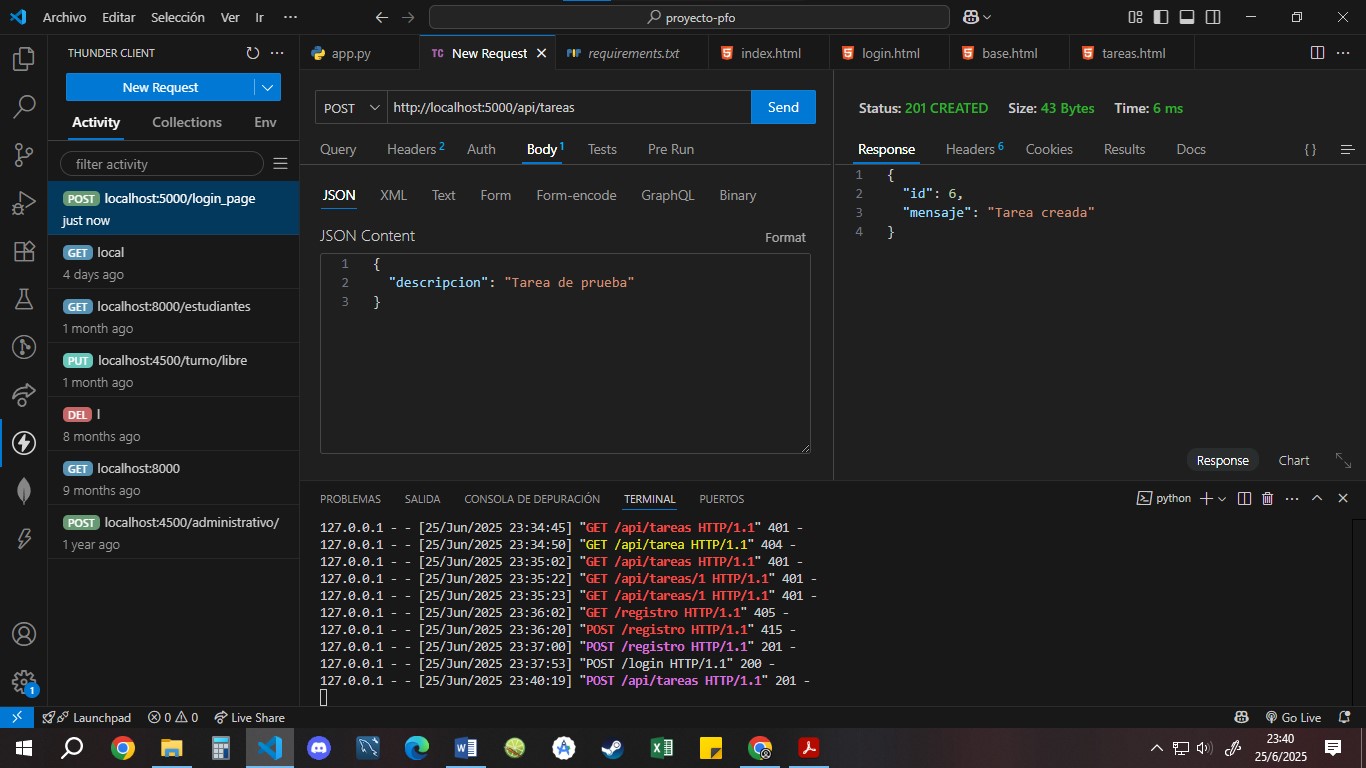 Archivo Editar Selección Ver Ir ··· proyecto-pfo
THUNDER CLIENT ···
New Request
Activity Collections Env
filter activity
POST localhost:5000/login_page
just now
GET local
4 days ago
GET localhost:8000/estudiantes
1 month ago
PUT localhost:4500/turno/libre
1 month ago
DEL l
8 months ago
GET localhost:8000
9 months ago
POST localhost:4500/administrativo/
1 year ago
app.py TC New Request requirements.txt index.html login.html base.html tareas.html ···
POST http://localhost:5000/api/tareas Send
Query Headers 2 Auth Body 1 Tests Pre Run
JSON XML Text Form Form-encode GraphQL Binary
JSON Content Format
1 {
2 "descripcion": "Tarea de prueba"
3 }
Status: 201 CREATED Size: 43 Bytes Time: 6 ms
Response Headers 6 Cookies Results Docs { }
1 {
2 "id": 6,
3 "mensaje": "Tarea creada"
4 }
Response Chart
PROBLEMAS SALIDA CONSOLA DE DEPURACIÓN TERMINAL PUERTOS python ···
127.0.0.1 - - [25/Jun/2025 23:34:45] "GET /api/tareas HTTP/1.1" 401 -
127.0.0.1 - - [25/Jun/2025 23:34:50] "GET /api/tarea HTTP/1.1" 404 -
127.0.0.1 - - [25/Jun/2025 23:35:02] "GET /api/tareas HTTP/1.1" 401 -
127.0.0.1 - - [25/Jun/2025 23:35:22] "GET /api/tareas/1 HTTP/1.1" 401 -
127.0.0.1 - - [25/Jun/2025 23:35:23] "GET /api/tareas/1 HTTP/1.1" 401 -
127.0.0.1 - - [25/Jun/2025 23:36:02] "GET /registro HTTP/1.1" 405 -
127.0.0.1 - - [25/Jun/2025 23:36:20] "POST /registro HTTP/1.1" 415 -
127.0.0.1 - - [25/Jun/2025 23:37:00] "POST /registro HTTP/1.1" 201 -
127.0.0.1 - - [25/Jun/2025 23:37:53] "POST /login HTTP/1.1" 200 -
127.0.0.1 - - [25/Jun/2025 23:40:19] "POST /api/tareas HTTP/1.1" 201 -
1
Launchpad 0 0 Live Share Go Live
23:40
25/6/2025